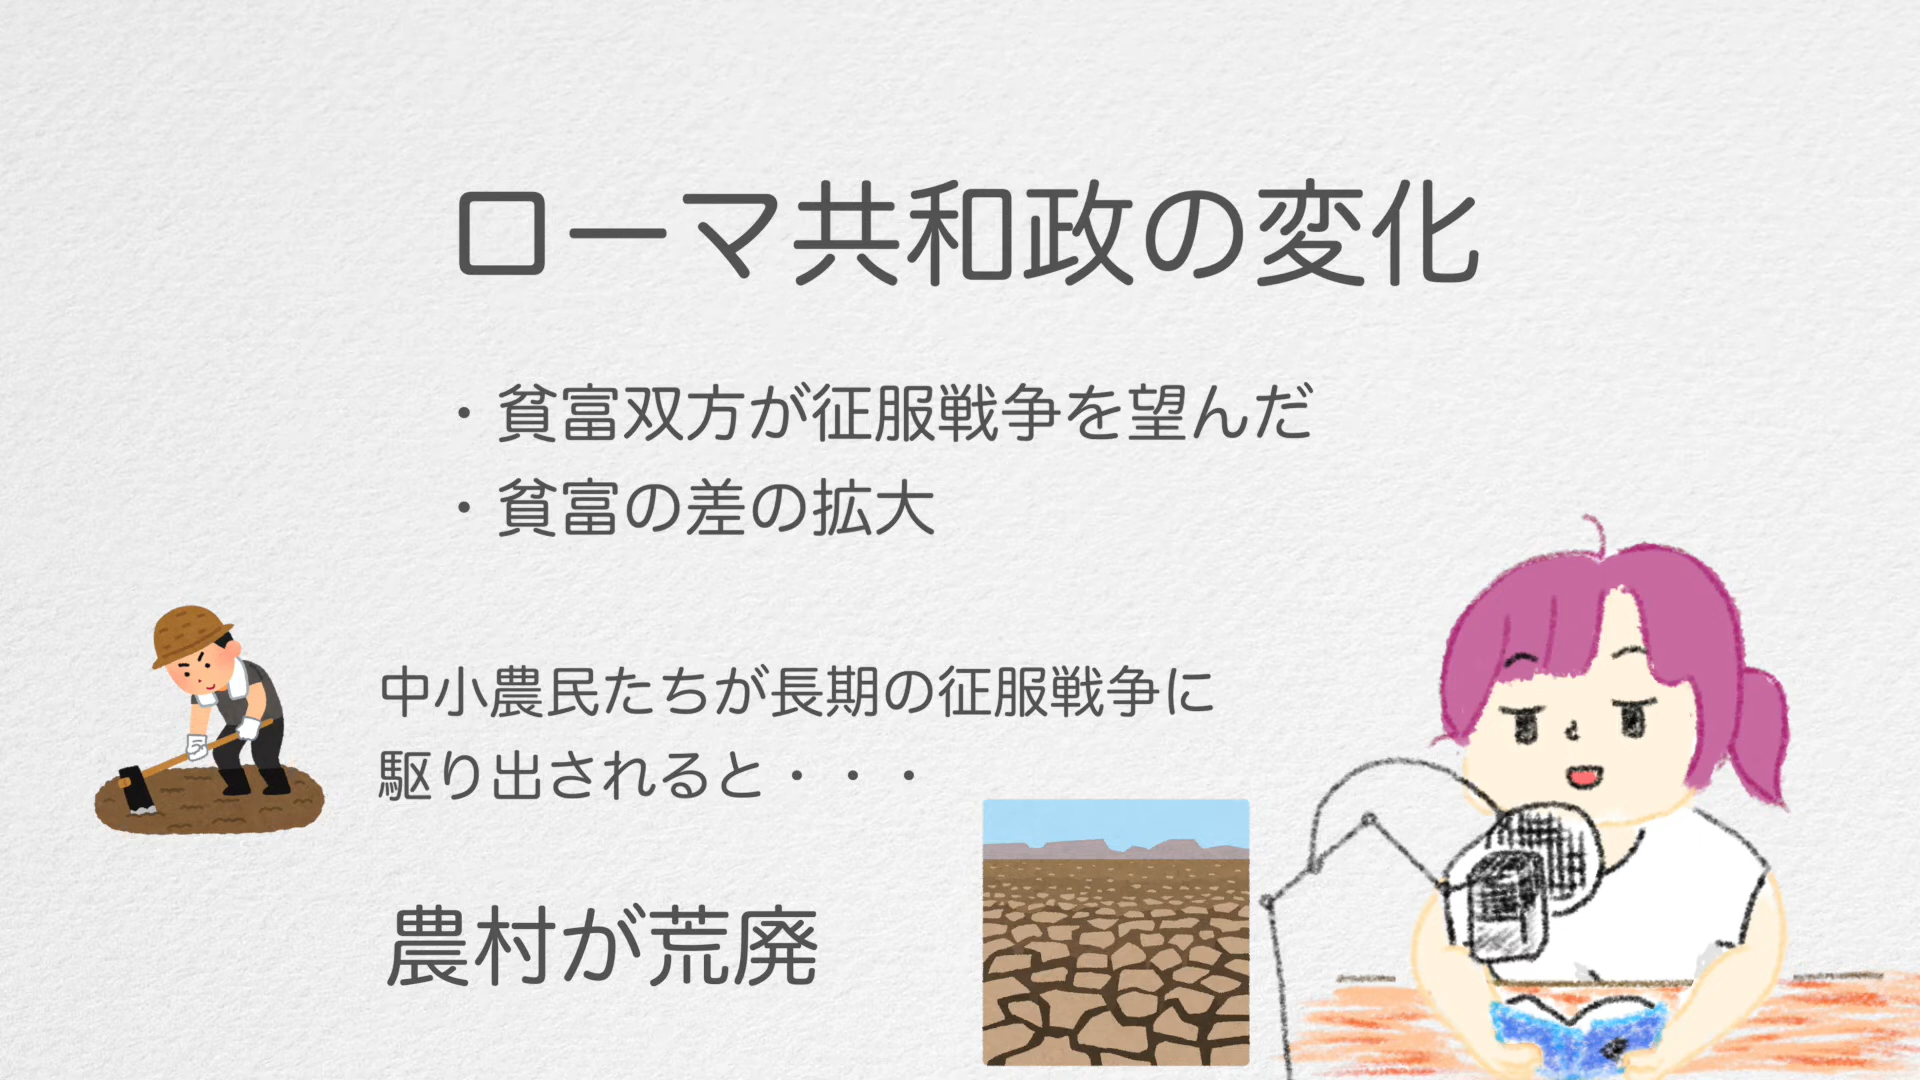 ローマ共和政の変化
・貧富双方が征服戦争を望んだ
・貧富の差の拡大
中小農民たちが長期の征服戦争に
駆り出されると・・・
農村が荒廃